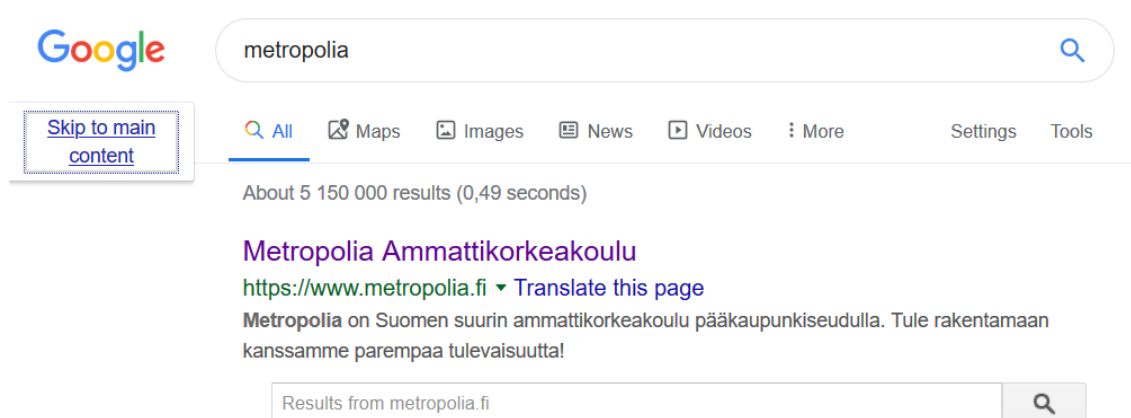 Google
metropolia
Skip to main
content
All Maps Images News Videos More Settings Tools
About 5 150 000 results (0,49 seconds)
Metropolia Ammattikorkeakoulu
https://www.metropolia.fi Translate this page
Metropolia on Suomen suurin ammattikorkeakoulu pääkaupunkiseudulla. Tule rakentamaan
kanssamme parempaa tulevaisuutta!
Results from metropolia.fi